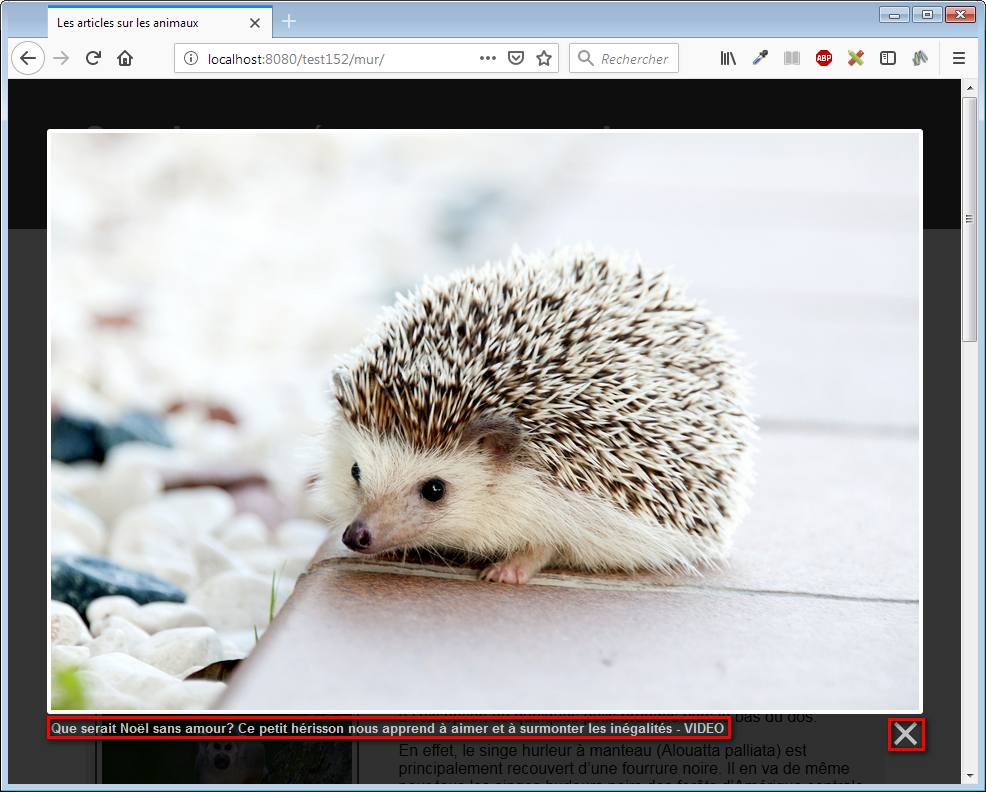 Les articles sur les animaux
localhost:8080/test152/mur/
Rechercher
ABP
Que serait Noël sans amour? Ce petit hérisson nous apprend à aimer et à surmonter les inégalités - VIDEO
bas du dos.
En effet, le singe hurleur à manteau (Alouatta palliata) est
principalement recouvert d'une fourrure noire. Il en va de même